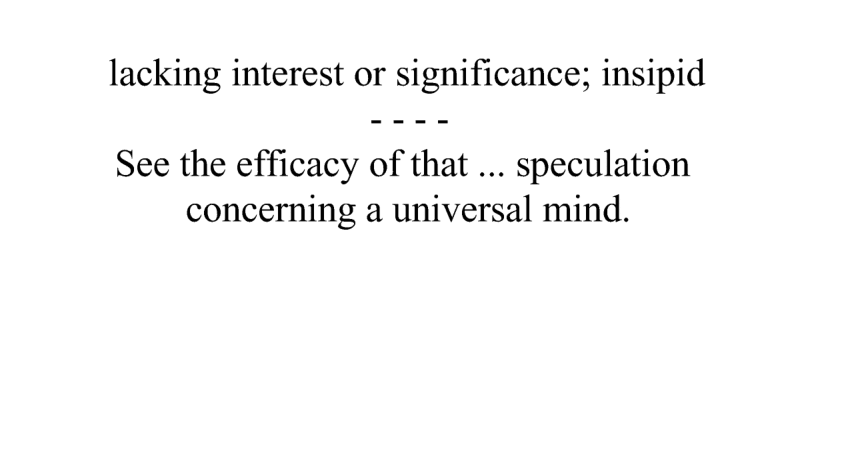 lacking interest or significance; insipid
- - - -
See the efficacy of that ... speculation
concerning a universal mind.